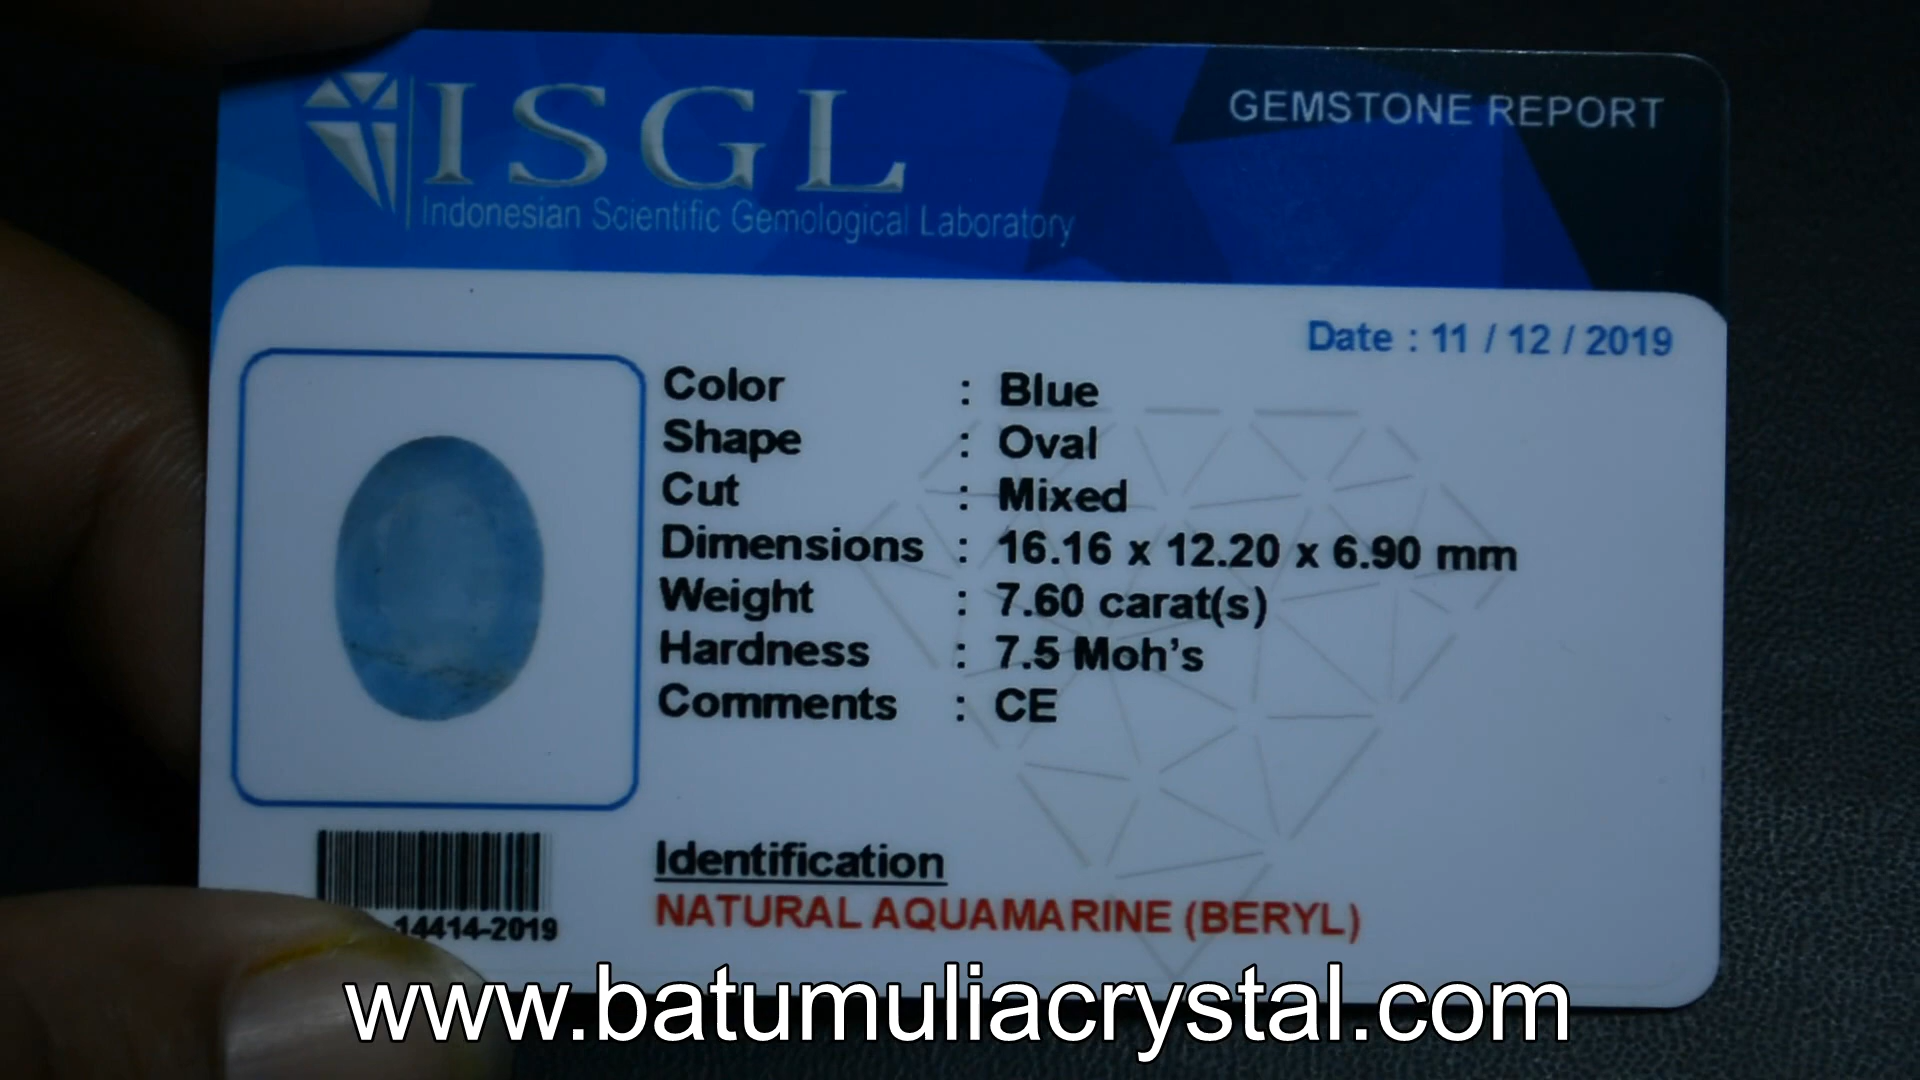 ISGL
Indonesian Scientific Gemological Laboratory
GEMSTONE REPORT
Date : 11 / 12 / 2019
Color : Blue
Shape : Oval
Cut : Mixed
Dimensions : 16.16 x 12.20 x 6.90 mm
Weight : 7.60 carat(s)
Hardness : 7.5 Moh's
Comments : CE
14414-2019
Identification
NATURAL AQUAMARINE (BERYL)
www.batumuliacrystal.com